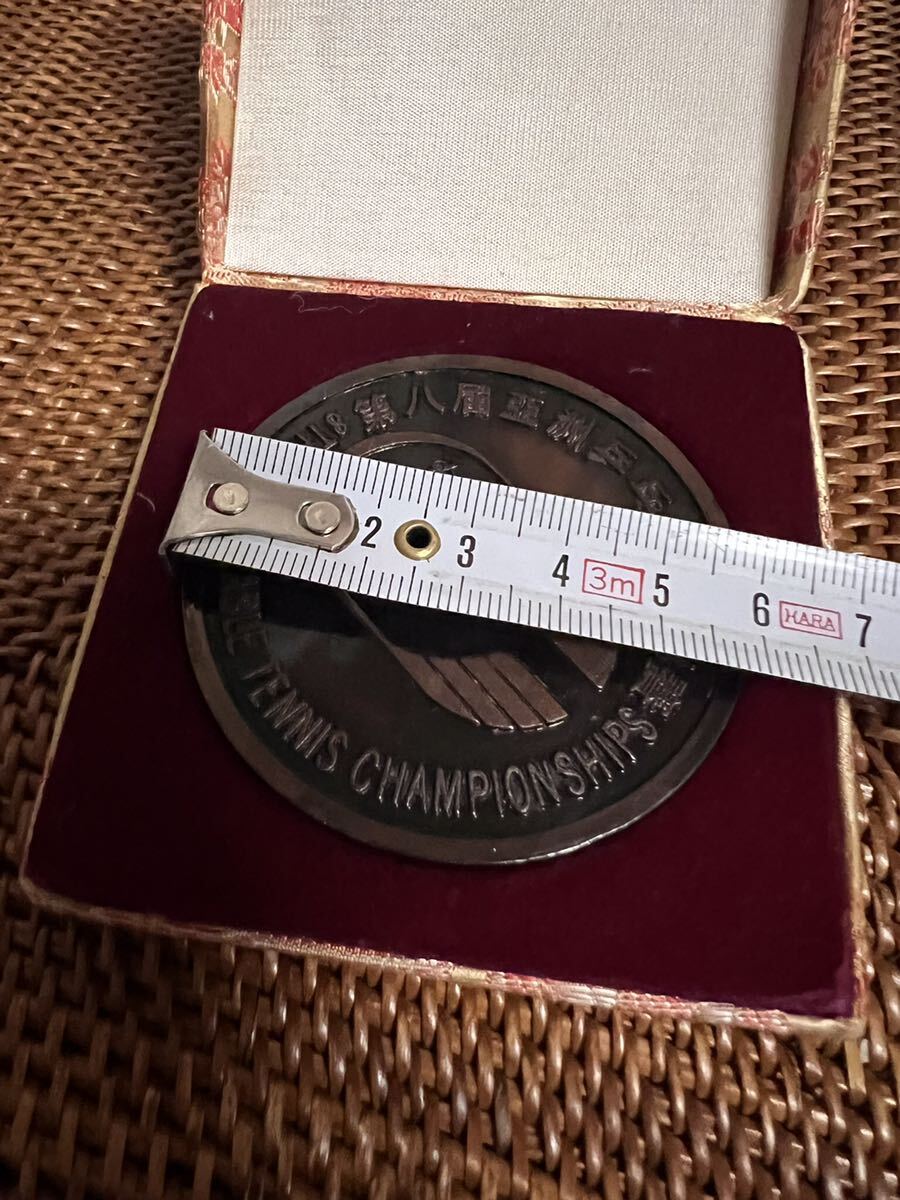 第八屆亞洲
TENNIS CHAMPIONSHIPS
2 3 4 3m 5 6 HARA 7